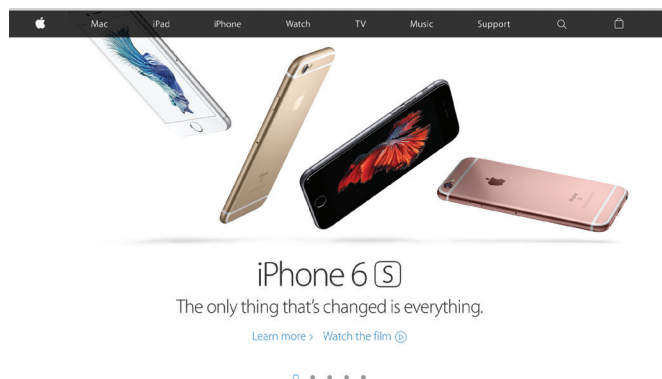 Mac iPad iPhone Watch TV Music Support
iPhone 6 S
The only thing that's changed is everything.
Learn more > Watch the film